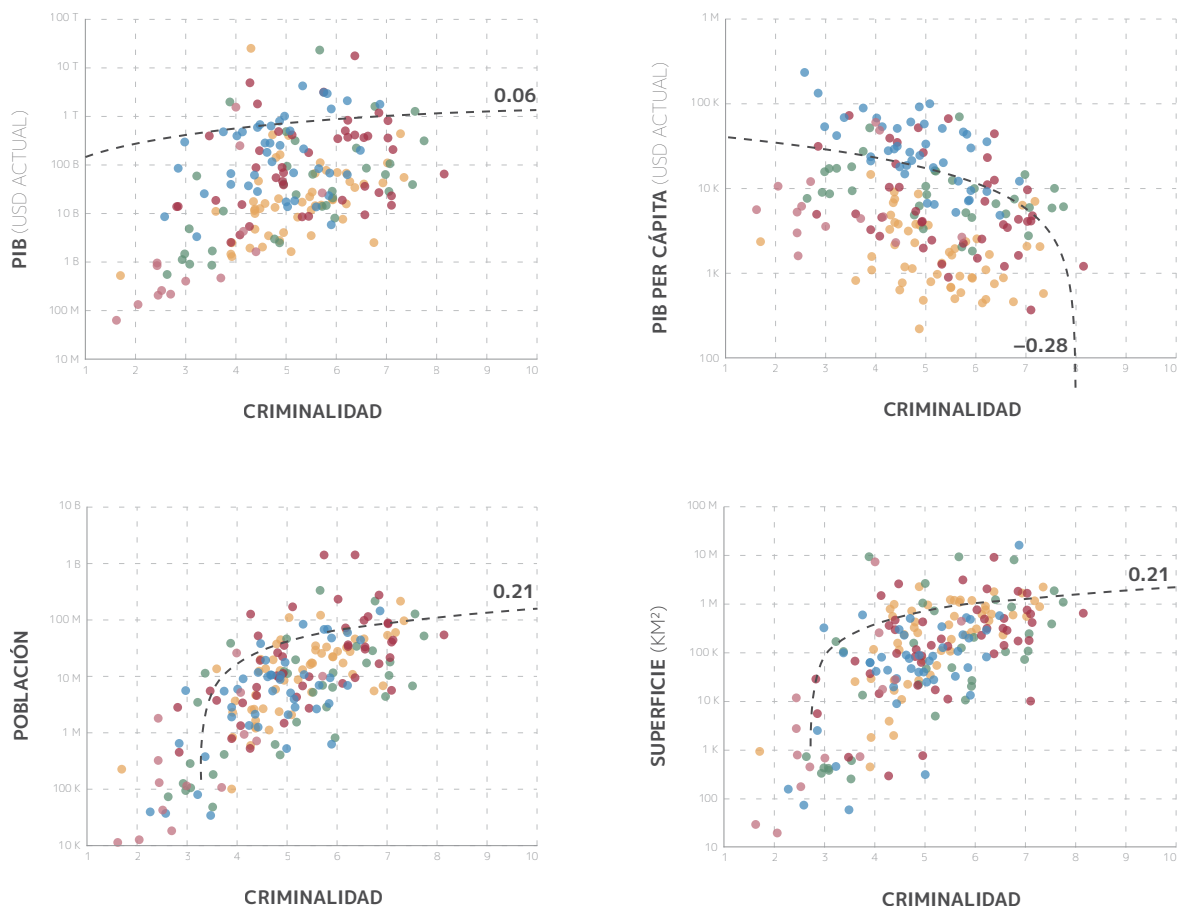 100 T
10 T
1 T
100 B
10 B
1 B
100 M
10 M
PIB (USD ACTUAL)
0.06
1 2 3 4 5 6 7 8 9 10
CRIMINALIDAD
1 M
100 K
10 K
1 K
100
PIB PER CÁPITA (USD ACTUAL)
−0.28
1 2 3 4 5 6 7 8 9 10
CRIMINALIDAD
10 B
1 B
100 M
10 M
1 M
100 K
10 K
POBLACIÓN
0.21
1 2 3 4 5 6 7 8 9 10
CRIMINALIDAD
100 M
10 M
1 M
100 K
10 K
1 K
100
10
SUPERFICIE (KM²)
0.21
1 2 3 4 5 6 7 8 9 10
CRIMINALIDAD